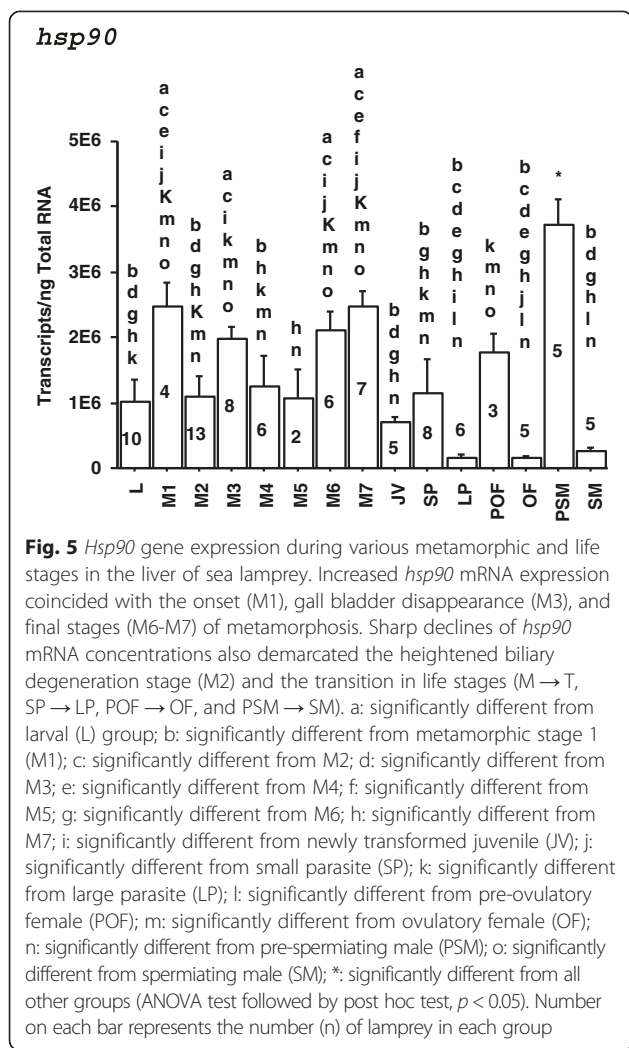 hsp90
5E6
4E6
3E6
2E6
1E6
0
Transcripts/ng Total RNA
b d g h k
a c e i j K m n o
b d g h K m n
a c i k m n o
b h k m n
h n
a c i j K m n o
a c e f i j K m n o
b d g h n
b g h k m n
b c d e g h i l n
k m n o
b c d e g h j l n
*
b d g h l n
10 4 13 8 6 2 6 7 5 8 6 3 5 5 5
L M1 M2 M3 M4 M5 M6 M7 JV SP LP POF OF PSM SM
Fig. 5 Hsp90 gene expression during various metamorphic and life
stages in the liver of sea lamprey. Increased hsp90 mRNA expression
coincided with the onset (M1), gall bladder disappearance (M3), and
final stages (M6-M7) of metamorphosis. Sharp declines of hsp90
mRNA concentrations also demarcated the heightened biliary
degeneration stage (M2) and the transition in life stages (M → T,
SP → LP, POF → OF, and PSM → SM). a: significantly different from
larval (L) group; b: significantly different from metamorphic stage 1
(M1); c: significantly different from M2; d: significantly different from
M3; e: significantly different from M4; f: significantly different from
M5; g: significantly different from M6; h: significantly different from
M7; i: significantly different from newly transformed juvenile (JV); j:
significantly different from small parasite (SP); k: significantly different
from large parasite (LP); l: significantly different from pre-ovulatory
female (POF); m: significantly different from ovulatory female (OF);
n: significantly different from pre-spermiating male (PSM); o: significantly
different from spermiating male (SM); *: significantly different from all
other groups (ANOVA test followed by post hoc test, p < 0.05). Number
on each bar represents the number (n) of lamprey in each group